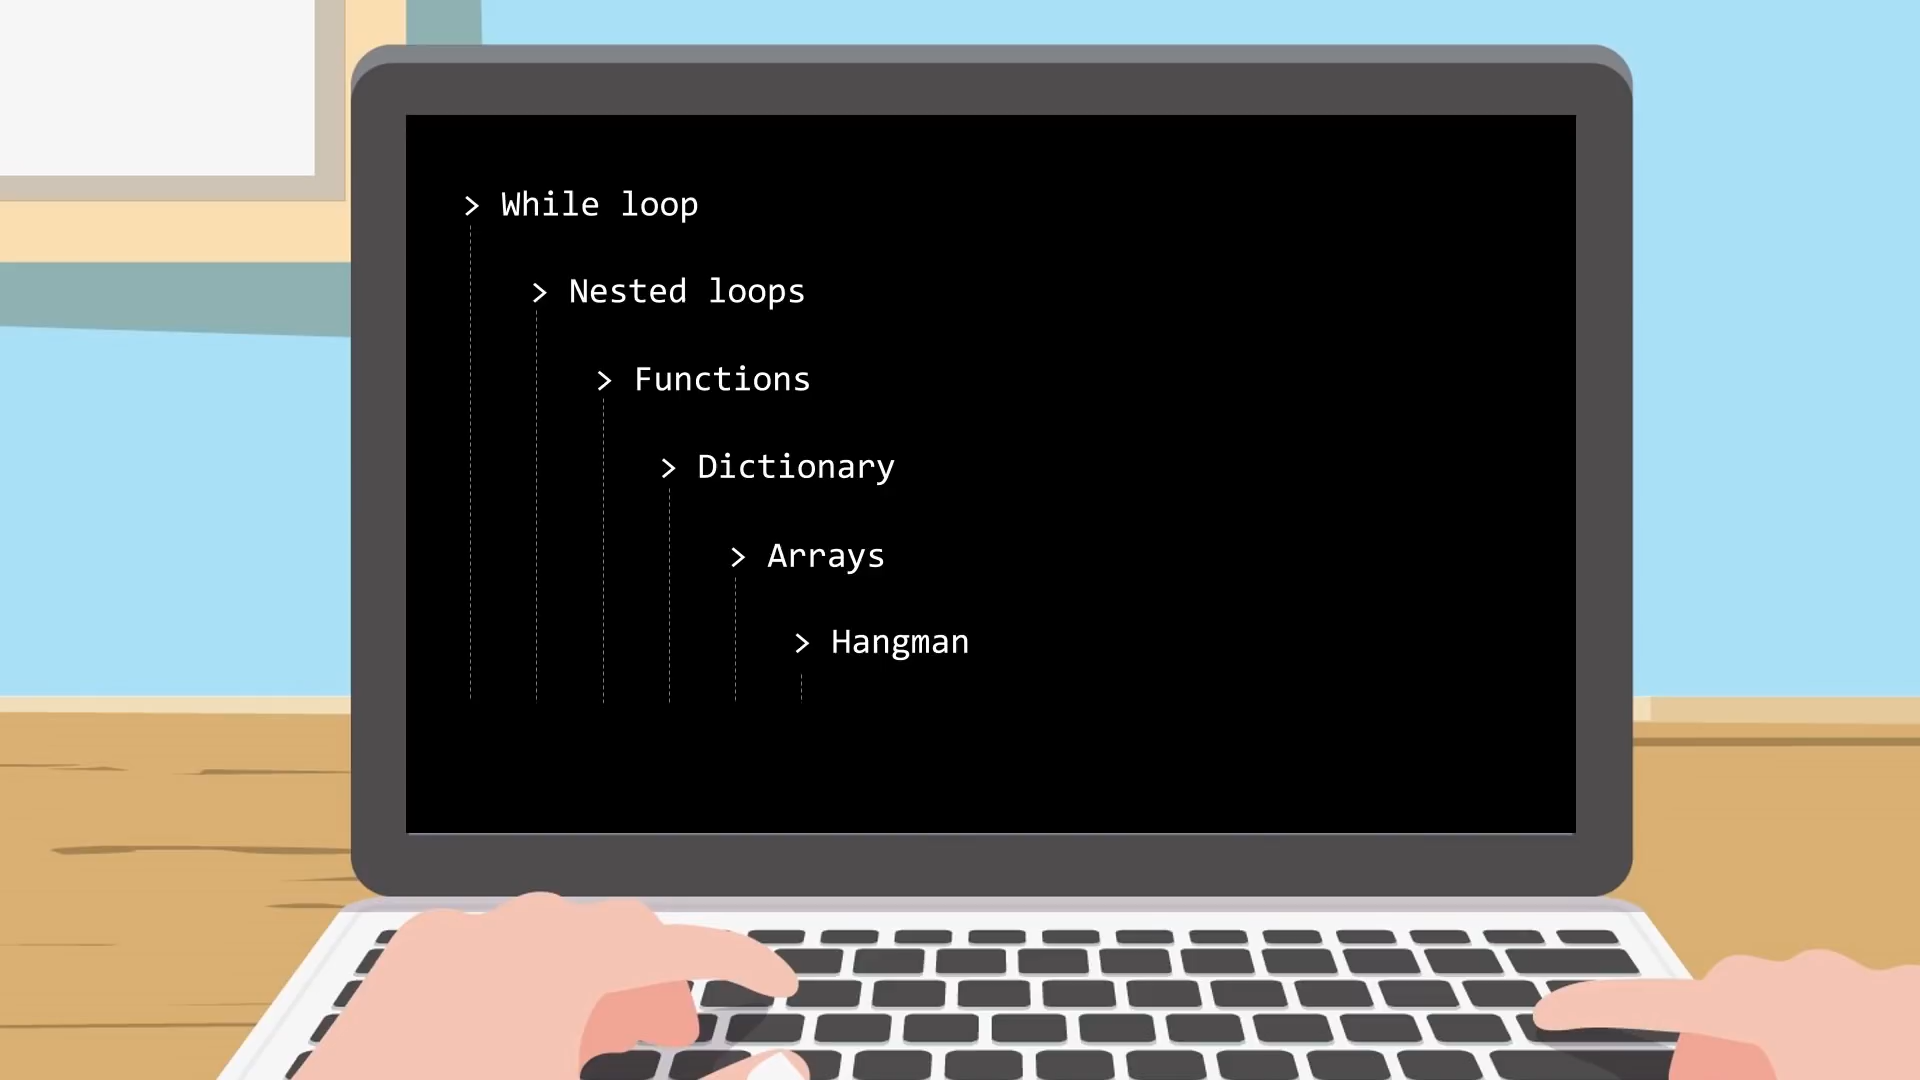 > While loop
> Nested loops
> Functions
> Dictionary
> Arrays
> Hangman